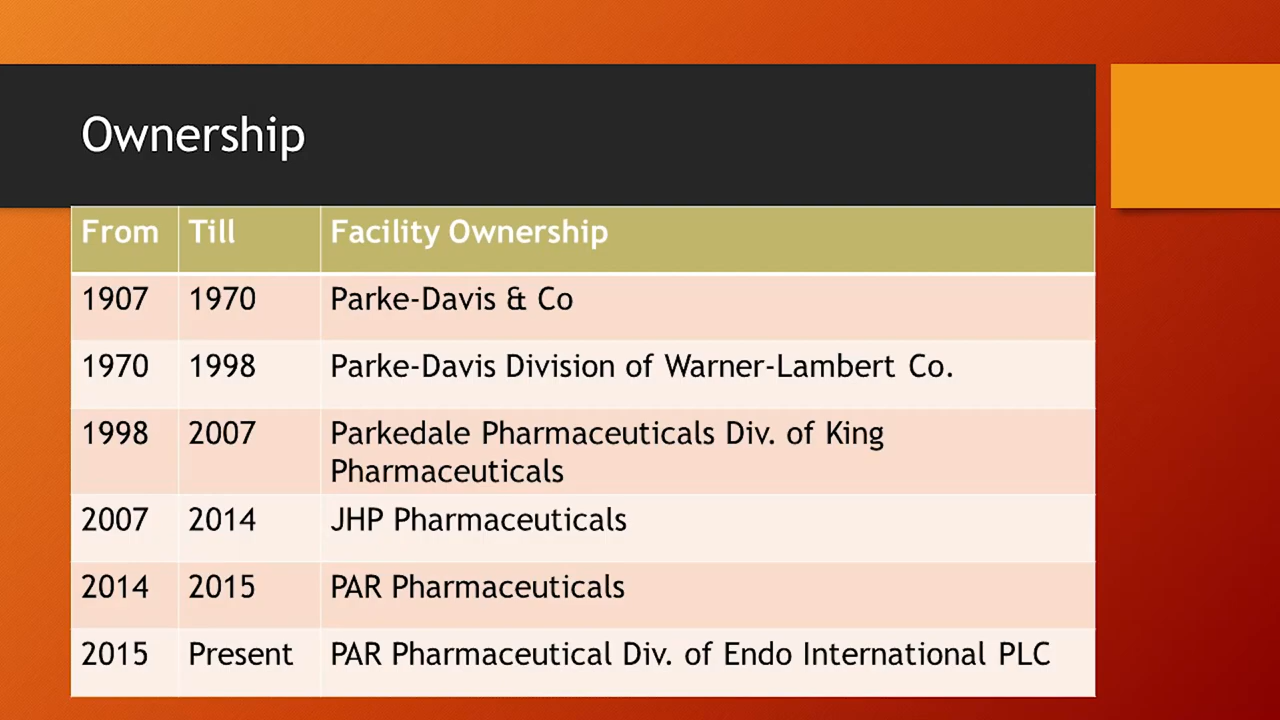 Ownership
From Till Facility Ownership
1907 1970 Parke-Davis & Co
1970 1998 Parke-Davis Division of Warner-Lambert Co.
1998 2007 Parkedale Pharmaceuticals Div. of King
Pharmaceuticals
2007 2014 JHP Pharmaceuticals
2014 2015 PAR Pharmaceuticals
2015 Present PAR Pharmaceutical Div. of Endo International PLC